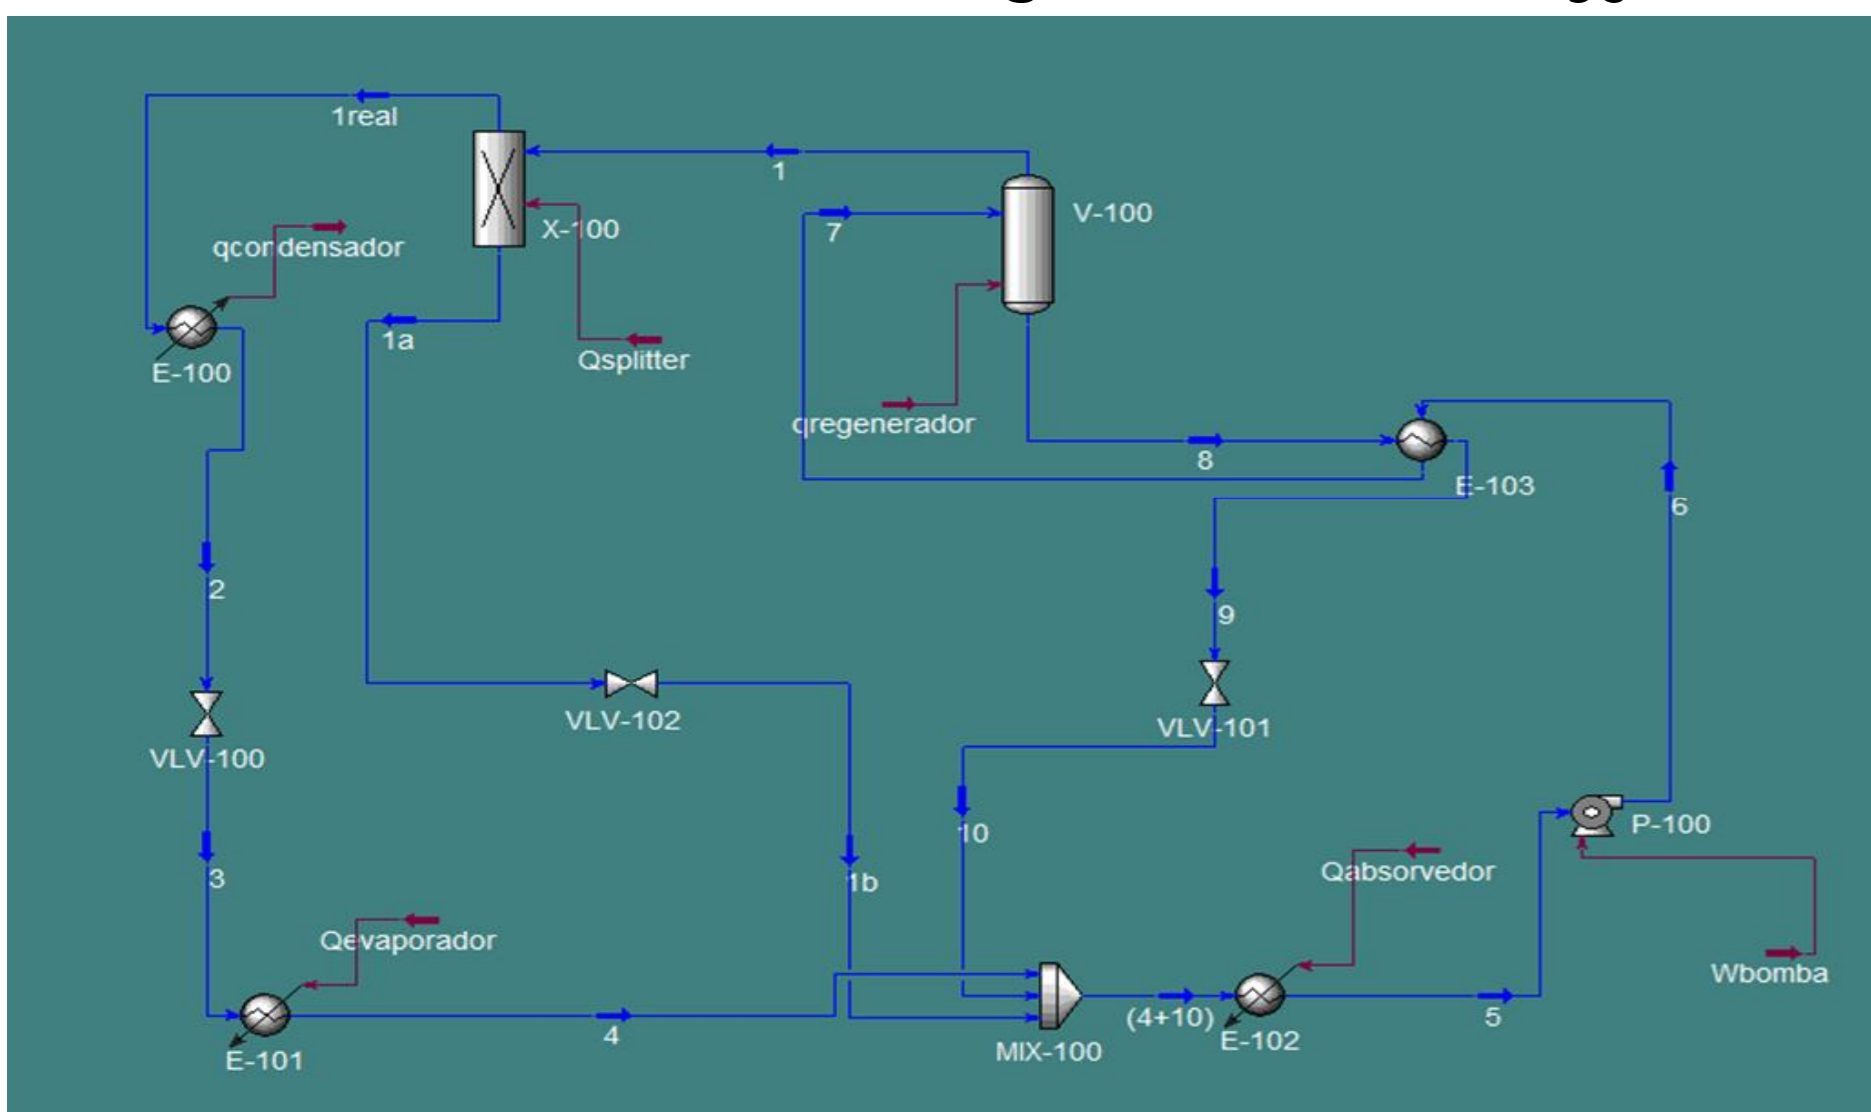 1real
1
X-100
V-100
7
qcondensador
1a
E-100
Qsplitter
qregenerador
8
E-103
6
2
9
VLV-102
VLV-101
VLV-100
10
P-100
3
1b
Qabsorvedor
Qevaporador
Wbomba
4
(4+10)
5
E-101
MIX-100
E-102